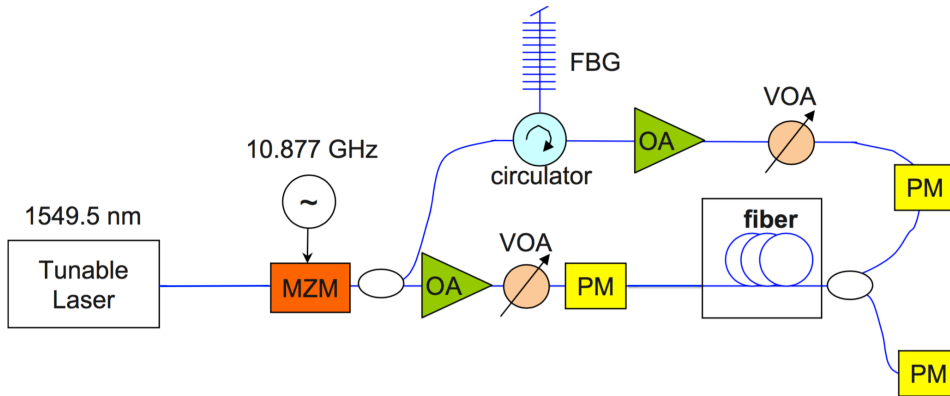 FBG
VOA
OA
10.877 GHz
circulator
PM
~
1549.5 nm
fiber
VOA
Tunable
Laser
MZM
OA
PM
PM